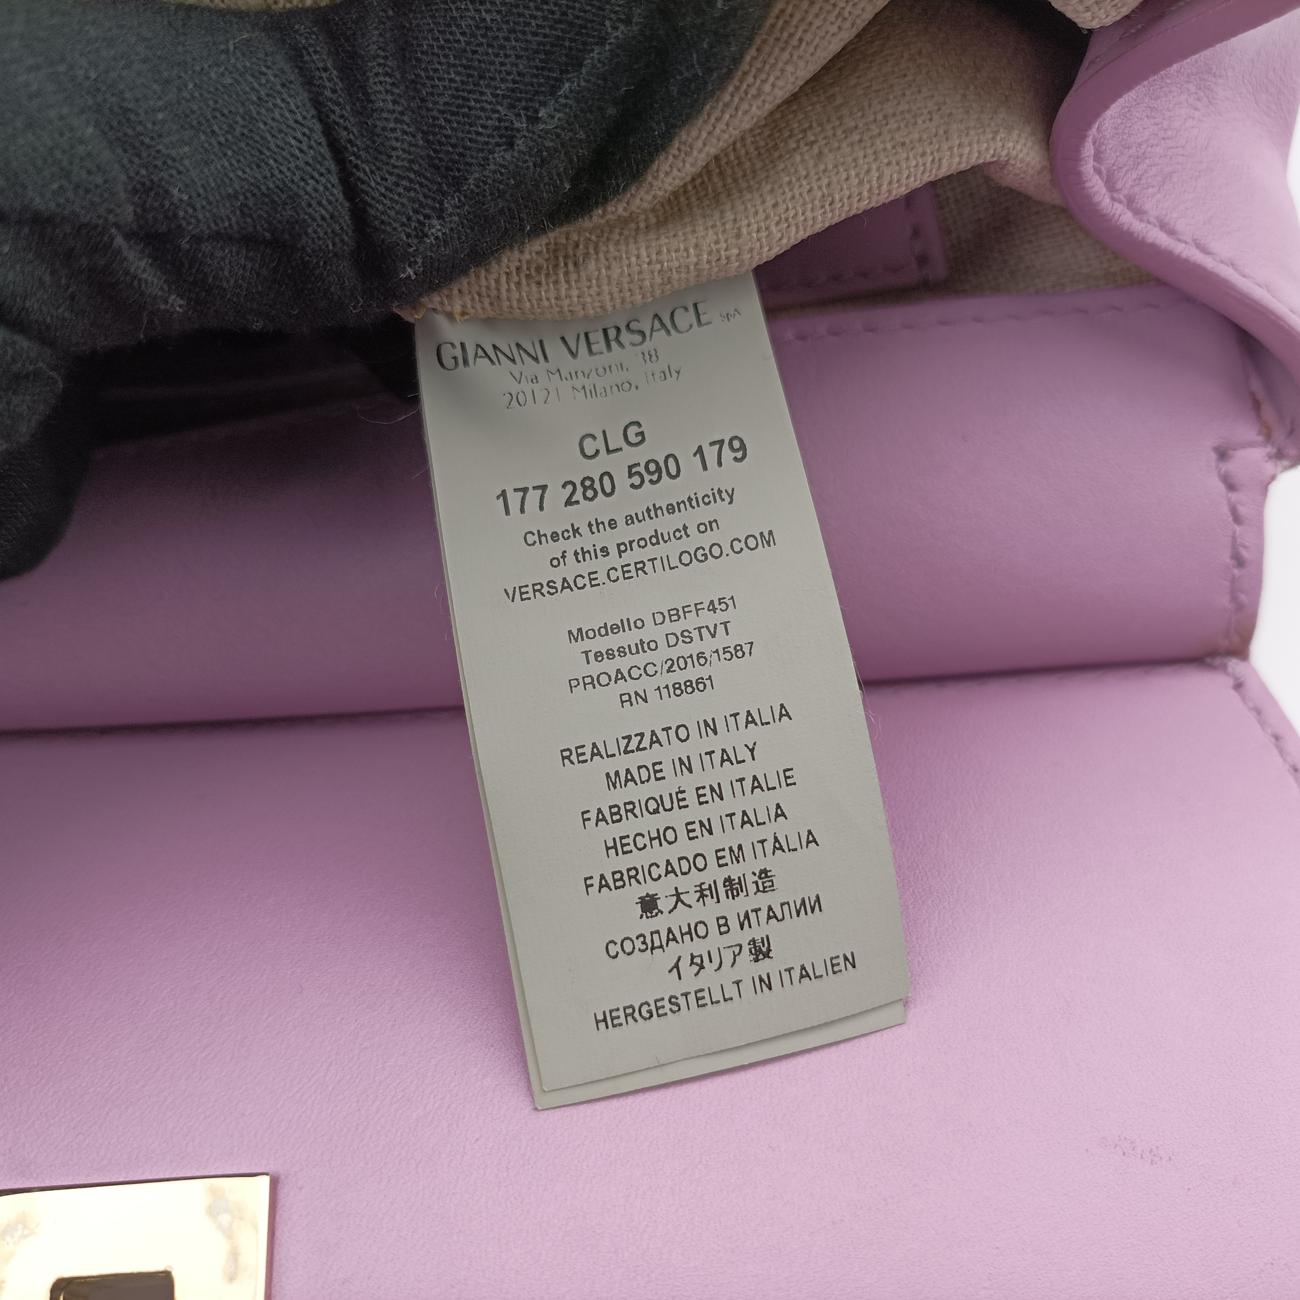 GIANNI VERSACE SpA
Via Manzoni, 38
20121 Milano, Italy
CLG
177 280 590 179
Check the authenticity
of this product on
VERSACE.CERTILOGO.COM
Modello DBFF451
Tessuto DSTVT
PROACC/2016/1587
RN 118861
REALIZZATO IN ITALIA
MADE IN ITALY
FABRIQUÉ EN ITALIE
HECHO EN ITALIA
FABRICADO EM ITÁLIA
意大利制造
СОЗДАНО В ИТАЛИИ
イタリア製
HERGESTELLT IN ITALIEN